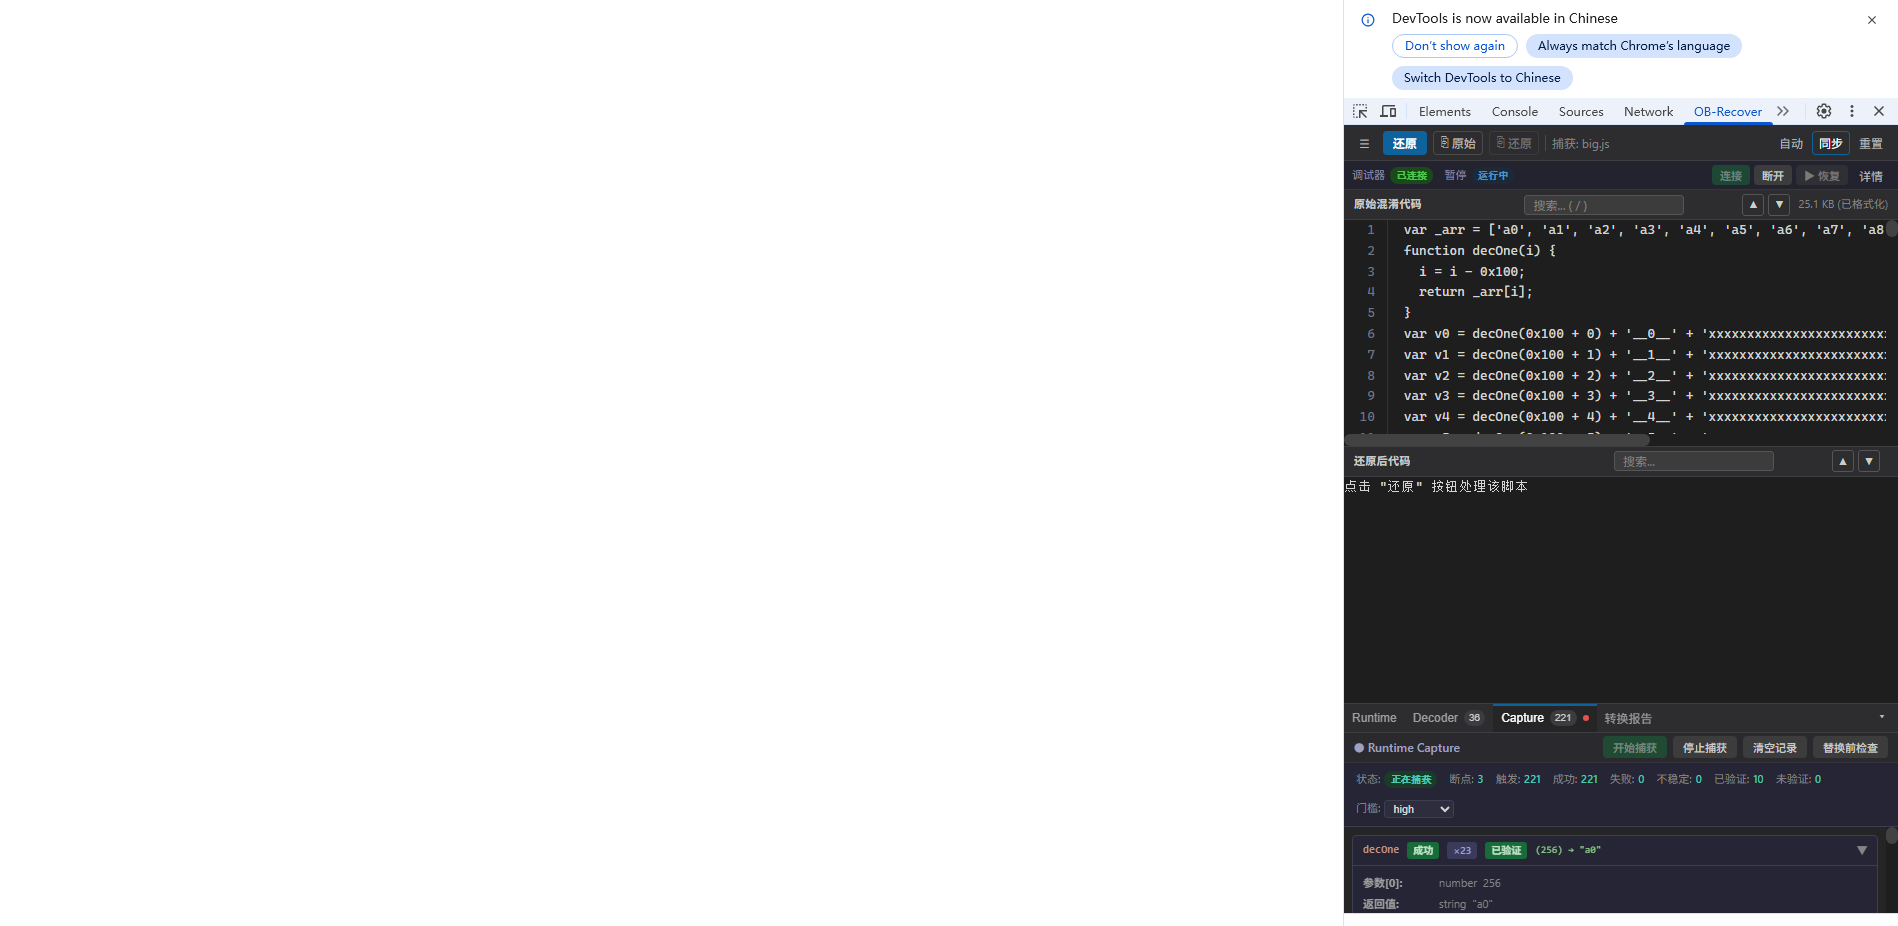 DevTools is now available in Chinese
Don't show again
Always match Chrome's language
Switch DevTools to Chinese
Elements Console Sources Network OB-Recover
☰ 还原 原始 还原 捕获: big.js 自动 同步 重置
调试器 已连接 暂停 运行中 连接 断开 ▶ 恢复 详情
原始混淆代码 搜索... ( / ) ▲ ▼ 25.1 KB (已格式化)
1 var _arr = ['a0', 'a1', 'a2', 'a3', 'a4', 'a5', 'a6', 'a7', 'a8
2 function decOne(i) {
3 i = i - 0x100;
4 return _arr[i];
5 }
6 var v0 = decOne(0x100 + 0) + '__0__' + 'xxxxxxxxxxxxxxxxxxxxxxx
7 var v1 = decOne(0x100 + 1) + '__1__' + 'xxxxxxxxxxxxxxxxxxxxxxx
8 var v2 = decOne(0x100 + 2) + '__2__' + 'xxxxxxxxxxxxxxxxxxxxxxx
9 var v3 = decOne(0x100 + 3) + '__3__' + 'xxxxxxxxxxxxxxxxxxxxxxx
10 var v4 = decOne(0x100 + 4) + '__4__' + 'xxxxxxxxxxxxxxxxxxxxxxx
还原后代码 搜索... ▲ ▼
点击 "还原" 按钮处理该脚本
Runtime Decoder 36 Capture 221 转换报告
Runtime Capture 开始捕获 停止捕获 清空记录 替换前检查
状态: 正在捕获 断点: 3 触发: 221 成功: 221 失败: 0 不稳定: 0 已验证: 10 未验证: 0
门槛: high
decOne 成功 ×23 已验证 (256) → "a0" ▼
参数[0]: number 256
返回值: string "a0"